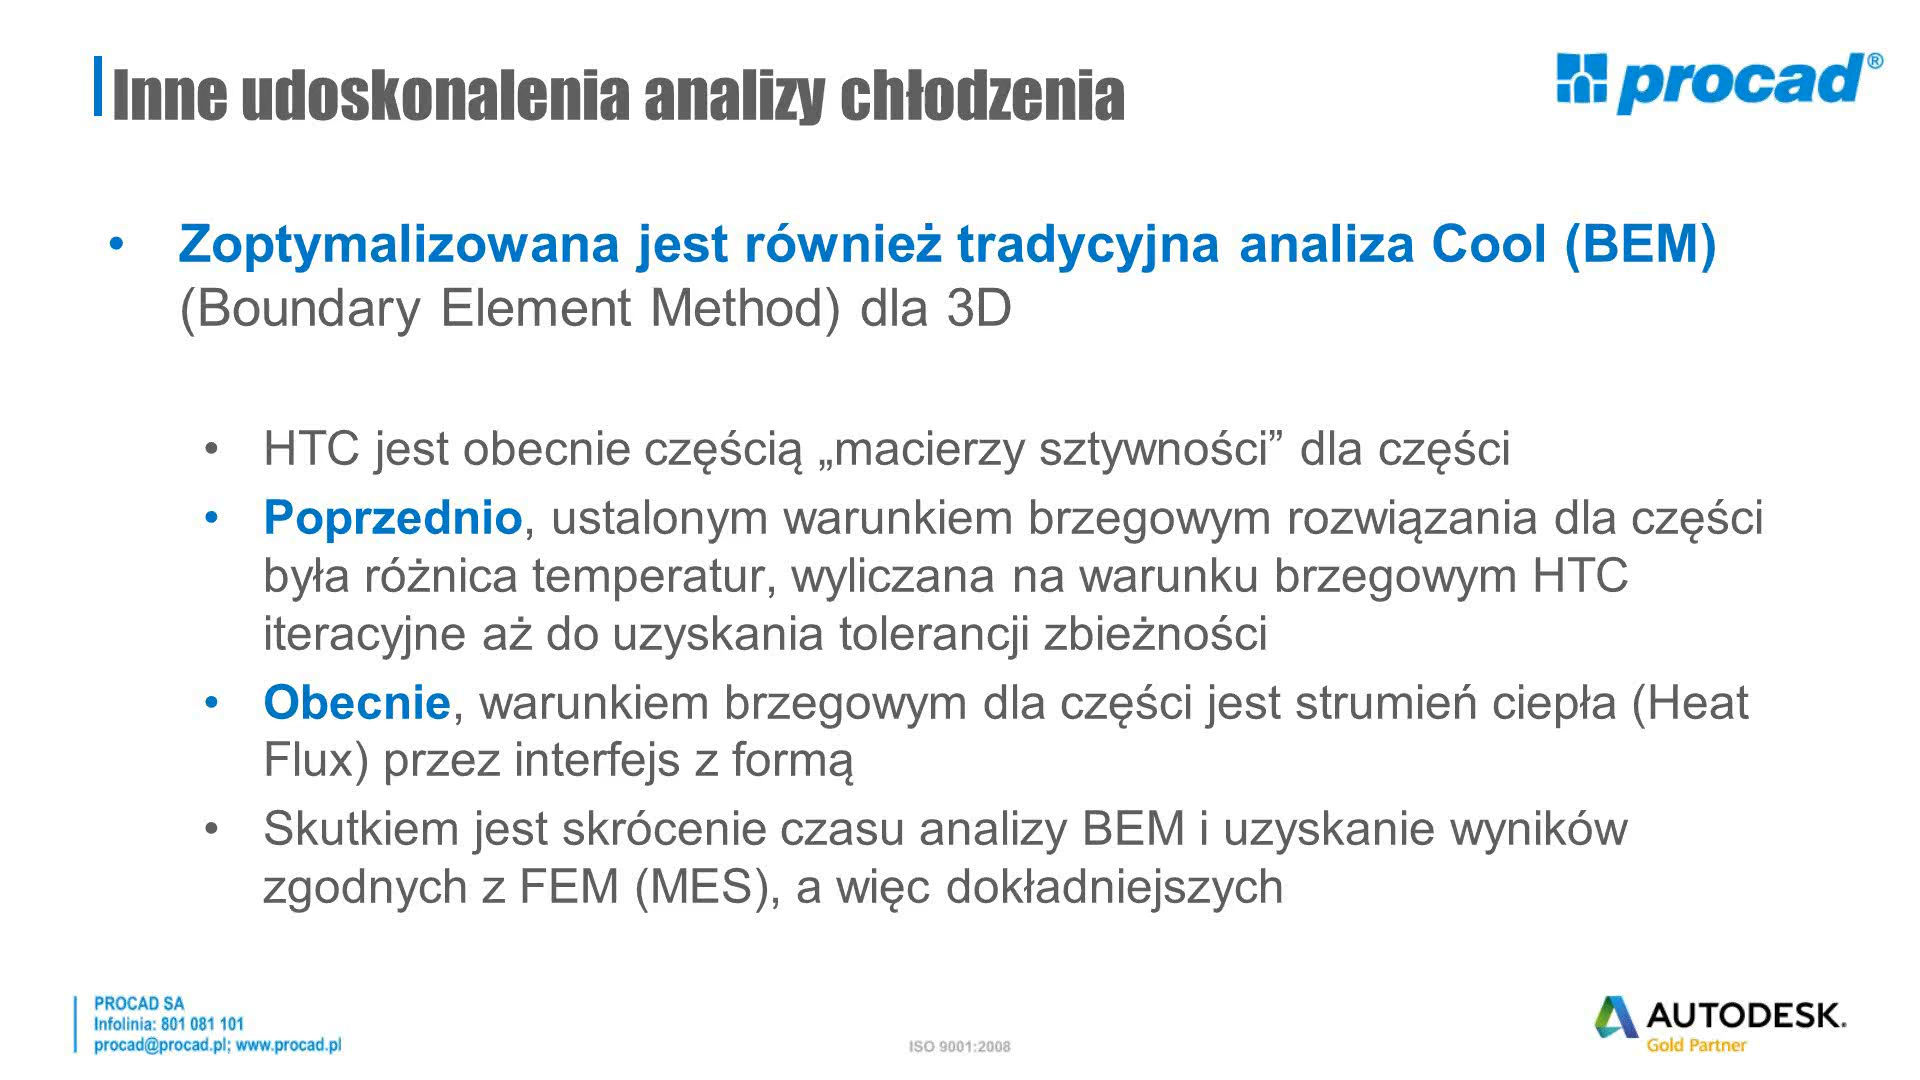 Inne udoskonalenia analizy chłodzenia
procad®
• Zoptymalizowana jest również tradycyjna analiza Cool (BEM)
(Boundary Element Method) dla 3D
• HTC jest obecnie częścią „macierzy sztywności” dla części
• Poprzednio, ustalonym warunkiem brzegowym rozwiązania dla części
była różnica temperatur, wyliczana na warunku brzegowym HTC
iteracyjne aż do uzyskania tolerancji zbieżności
• Obecnie, warunkiem brzegowym dla części jest strumień ciepła (Heat
Flux) przez interfejs z formą
• Skutkiem jest skrócenie czasu analizy BEM i uzyskanie wyników
zgodnych z FEM (MES), a więc dokładniejszych
PROCAD SA
Infolinia: 801 081 101
procad@procad.pl; www.procad.pl
ISO 9001:2008
AUTODESK.
Gold Partner